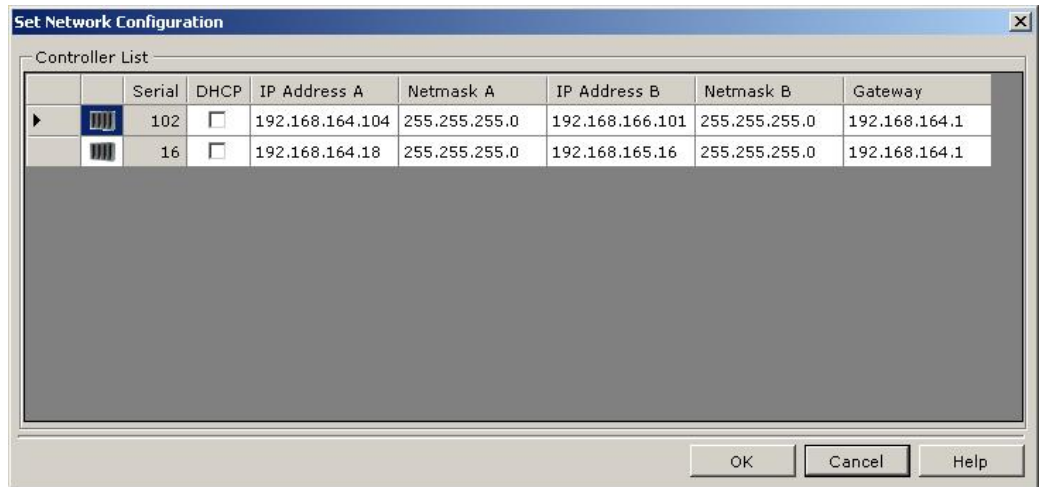 Set Network Configuration
Controller List
Serial DHCP IP Address A Netmask A IP Address B Netmask B Gateway
102 192.168.164.104 255.255.255.0 192.168.166.101 255.255.255.0 192.168.164.1
16 192.168.164.18 255.255.255.0 192.168.165.16 255.255.255.0 192.168.164.1
OK Cancel Help